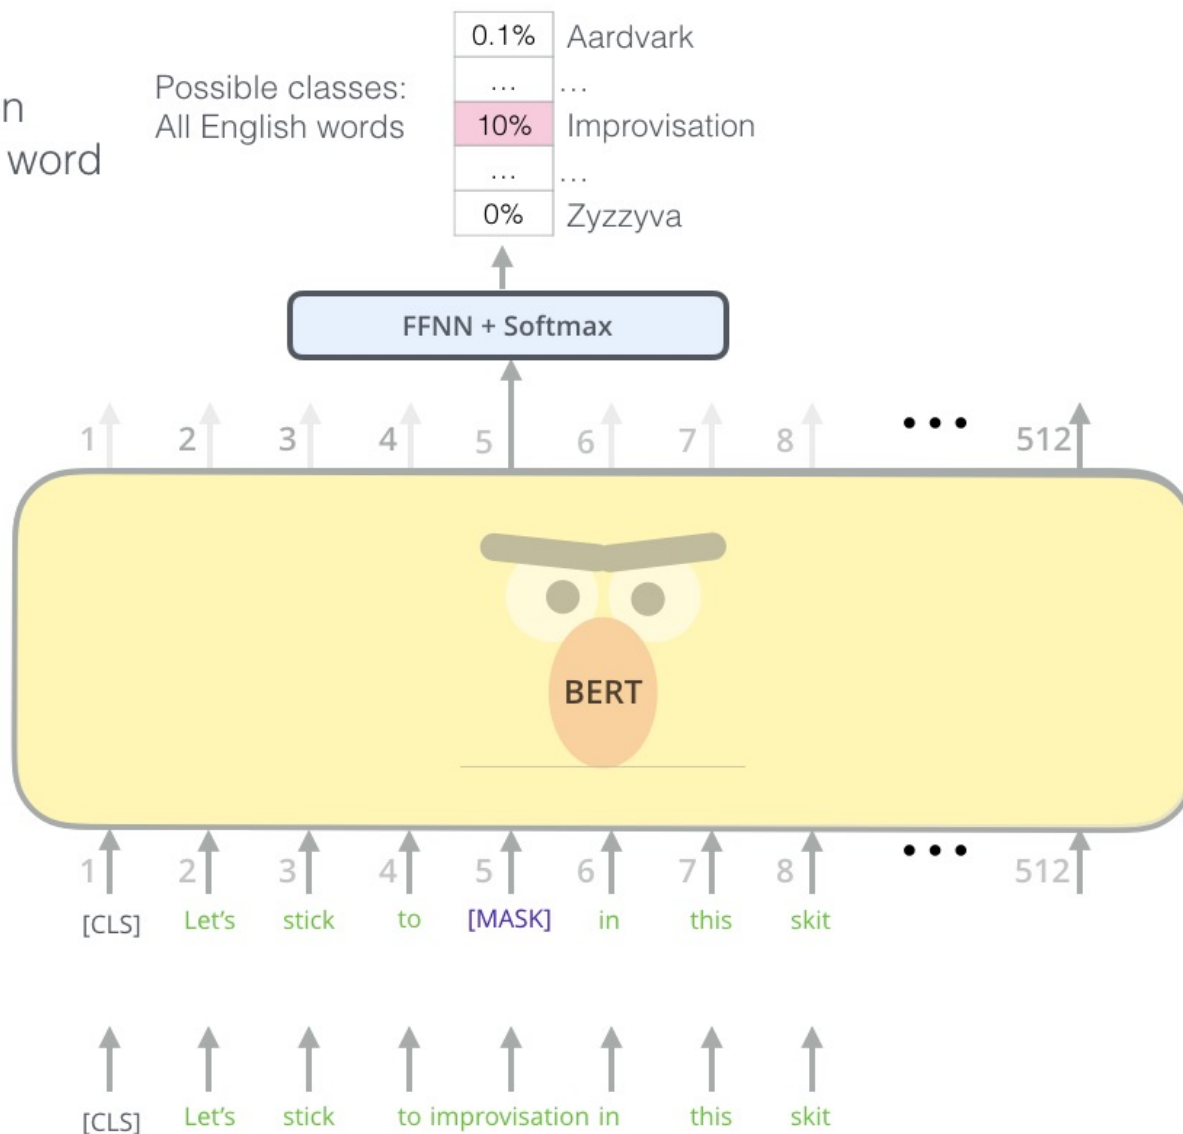 0.1% Aardvark
Possible classes: ... ...
n
All English words 10% Improvisation
word
... ...
0% Zyzzyva
FFNN + Softmax
1 2 3 4 5 6 7 8 ... 512
BERT
1 2 3 4 5 6 7 8 ... 512
[CLS] Let's stick to [MASK] in this skit
[CLS] Let's stick to improvisation in this skit